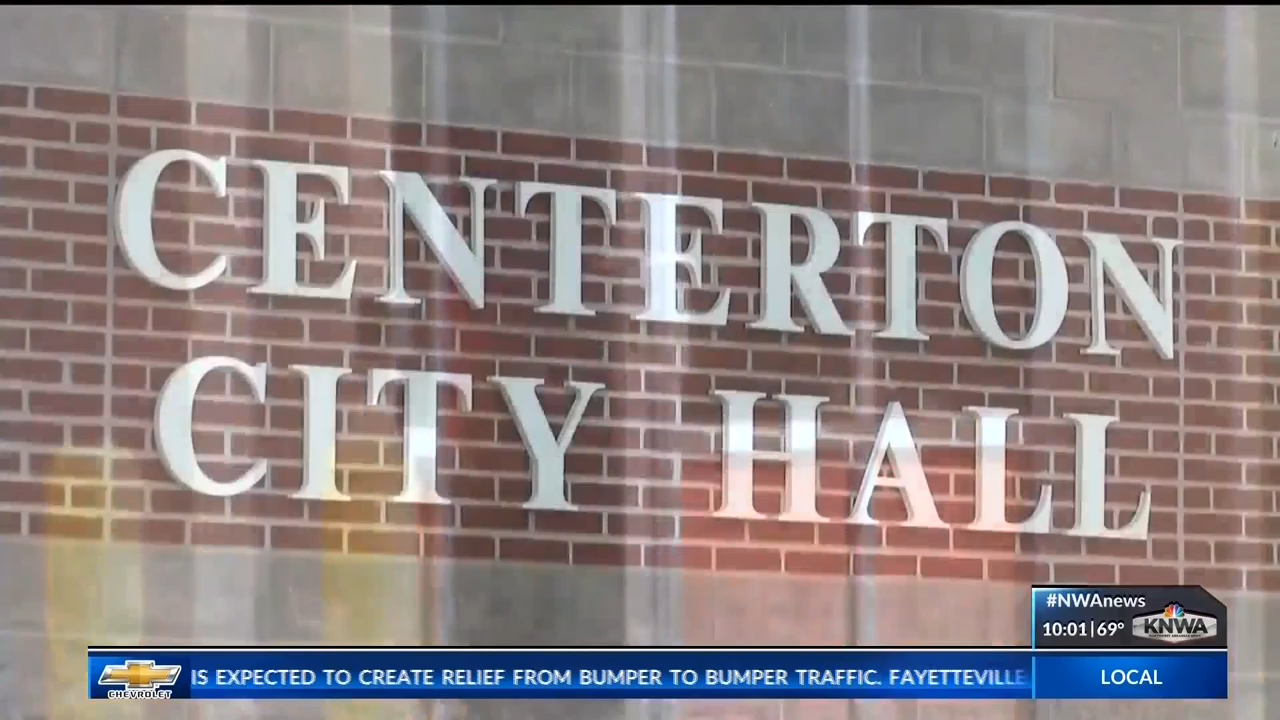 CENTERTON
CITY HALL
#NWAnews
10:01 69°
KNWA
CHEVROLET
IS EXPECTED TO CREATE RELIEF FROM BUMPER TO BUMPER TRAFFIC. FAYETTEVILLE
LOCAL